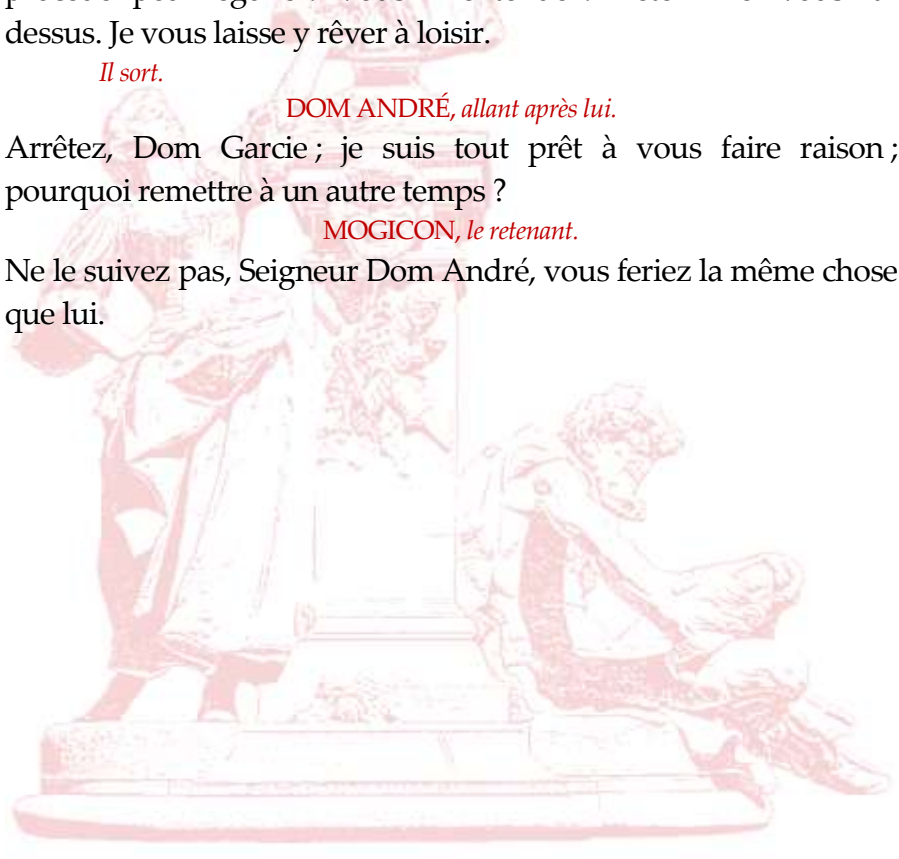 dessus. Je vous laisse y rêver à loisir.
Il sort.
DOM ANDRÉ, allant après lui.
Arrêtez, Dom Garcie ; je suis tout prêt à vous faire raison ;
pourquoi remettre à un autre temps ?
MOGICON, le retenant.
Ne le suivez pas, Seigneur Dom André, vous feriez la même chose
que lui.